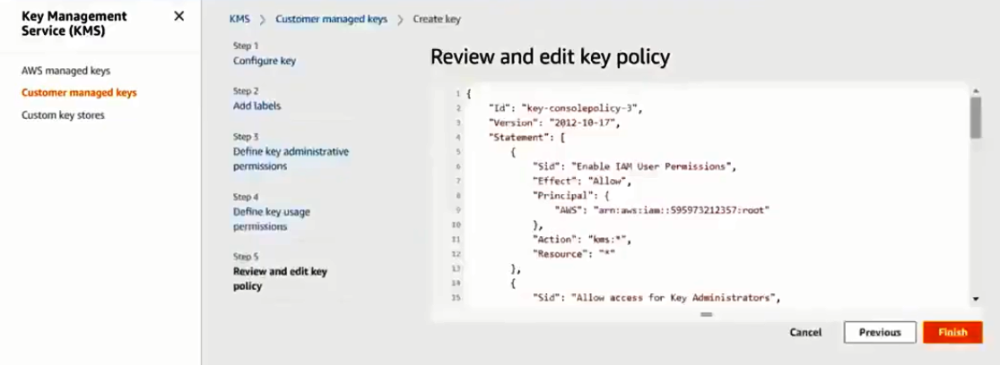 Key Management
Service (KMS)
AWS managed keys
Customer managed keys
Custom key stores
KMS > Customer managed keys > Create key
Step 1
Configure key
Step 2
Add labels
Step 3
Define key administrative
permissions
Step 4
Define key usage
permissions
Step 5
Review and edit key
policy
Review and edit key policy
1 {
2 "Id": "key-consolepolicy-3",
3 "Version": "2012-10-17",
4 "Statement": [
5 {
6 "Sid": "Enable IAM User Permissions",
7 "Effect": "Allow",
8 "Principal": {
9 "AWS": "arn:aws:iam::595973212357:root"
10 },
11 "Action": "kms:*",
12 "Resource": "*"
13 },
14 {
15 "Sid": "Allow access for Key Administrators",
Cancel Previous Finish